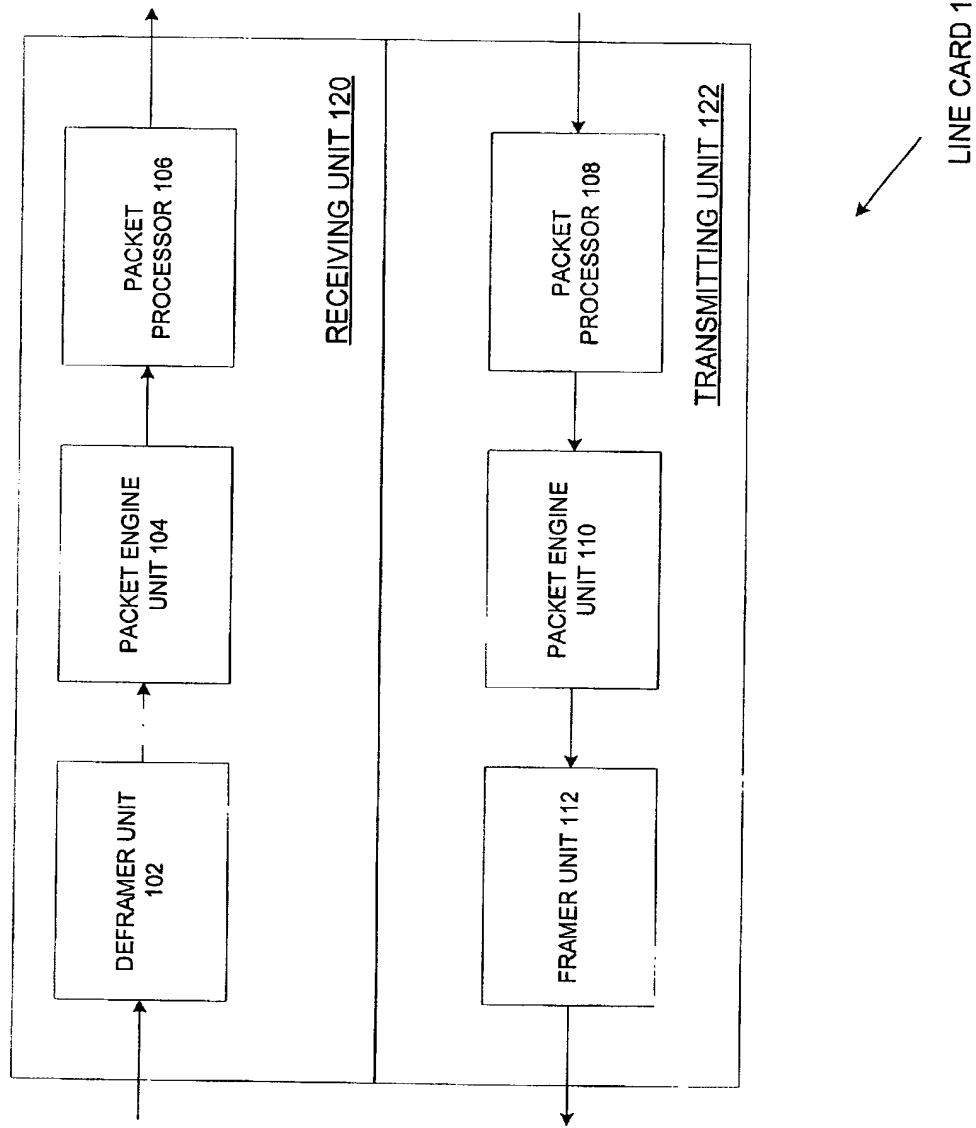 DEFRAMER UNIT
102
PACKET ENGINE
UNIT 104
PACKET
PROCESSOR 106
RECEIVING UNIT 120
FRAMER UNIT 112
PACKET ENGINE
UNIT 110
PACKET
PROCESSOR 108
TRANSMITTING UNIT 122
LINE CARD 1